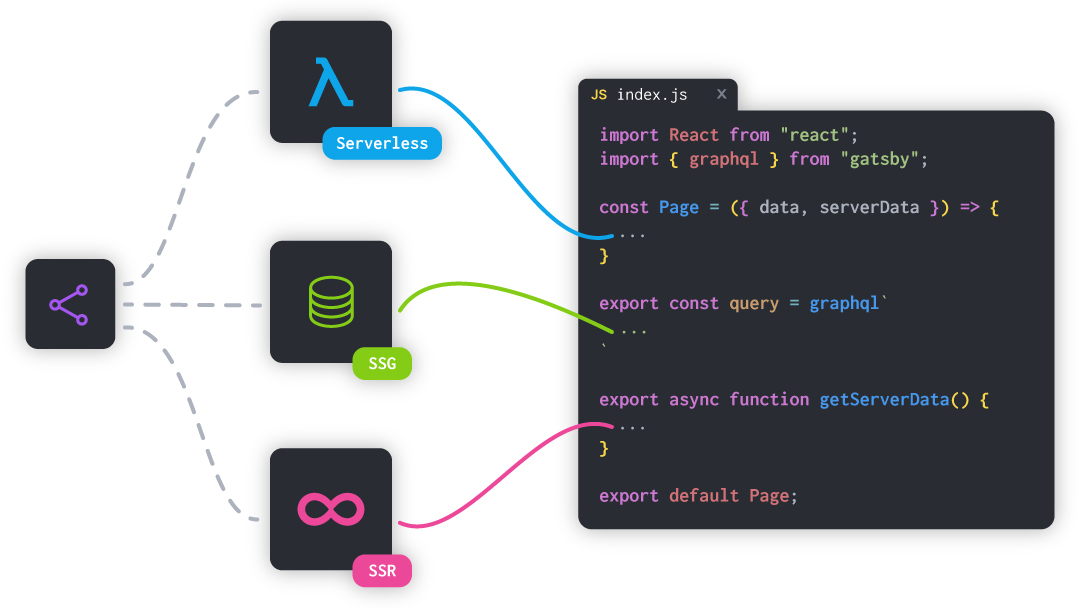 Serverless
SSG
SSR
JS index.js X
import React from "react";
import { graphql } from "gatsby";
const Page = ({ data, serverData }) => {
...
}
export const query = graphql`
...
`
export async function getServerData() {
...
}
export default Page;